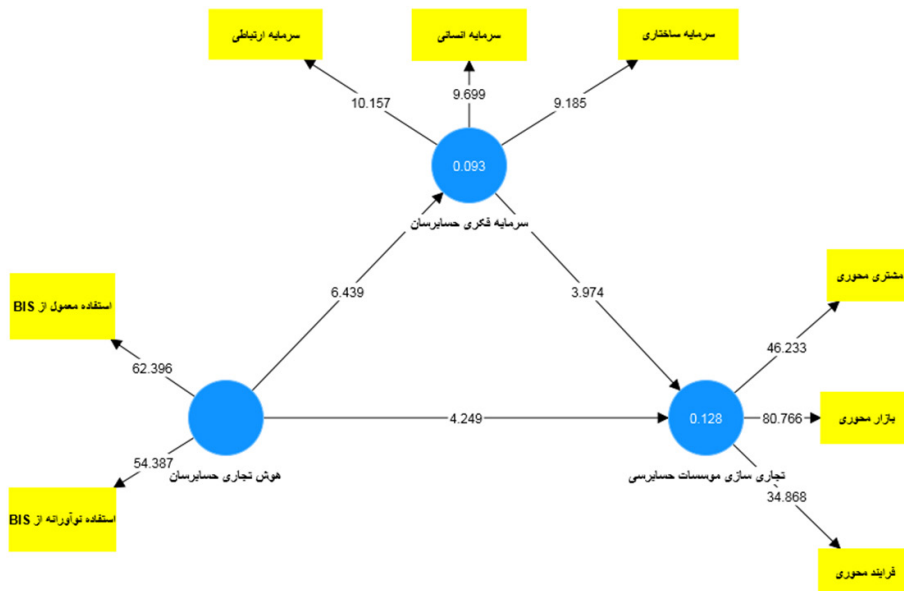 سرمایه ارتباطی
سرمایه انسانی
سرمایه ساختاری
10.157
9.699
9.185
0.093
سرمایه فکری حسابرسان
6.439
3.974
مشتری محوری
46.233
استفاده معمول از BIS
62.396
4.249
0.128
80.766
بازار محوری
هوش تجاری حسابرسان
تجاری سازی موسسات حسابرسی
54.387
34.868
استفاده نوآورانه از BIS
فرایند محوری